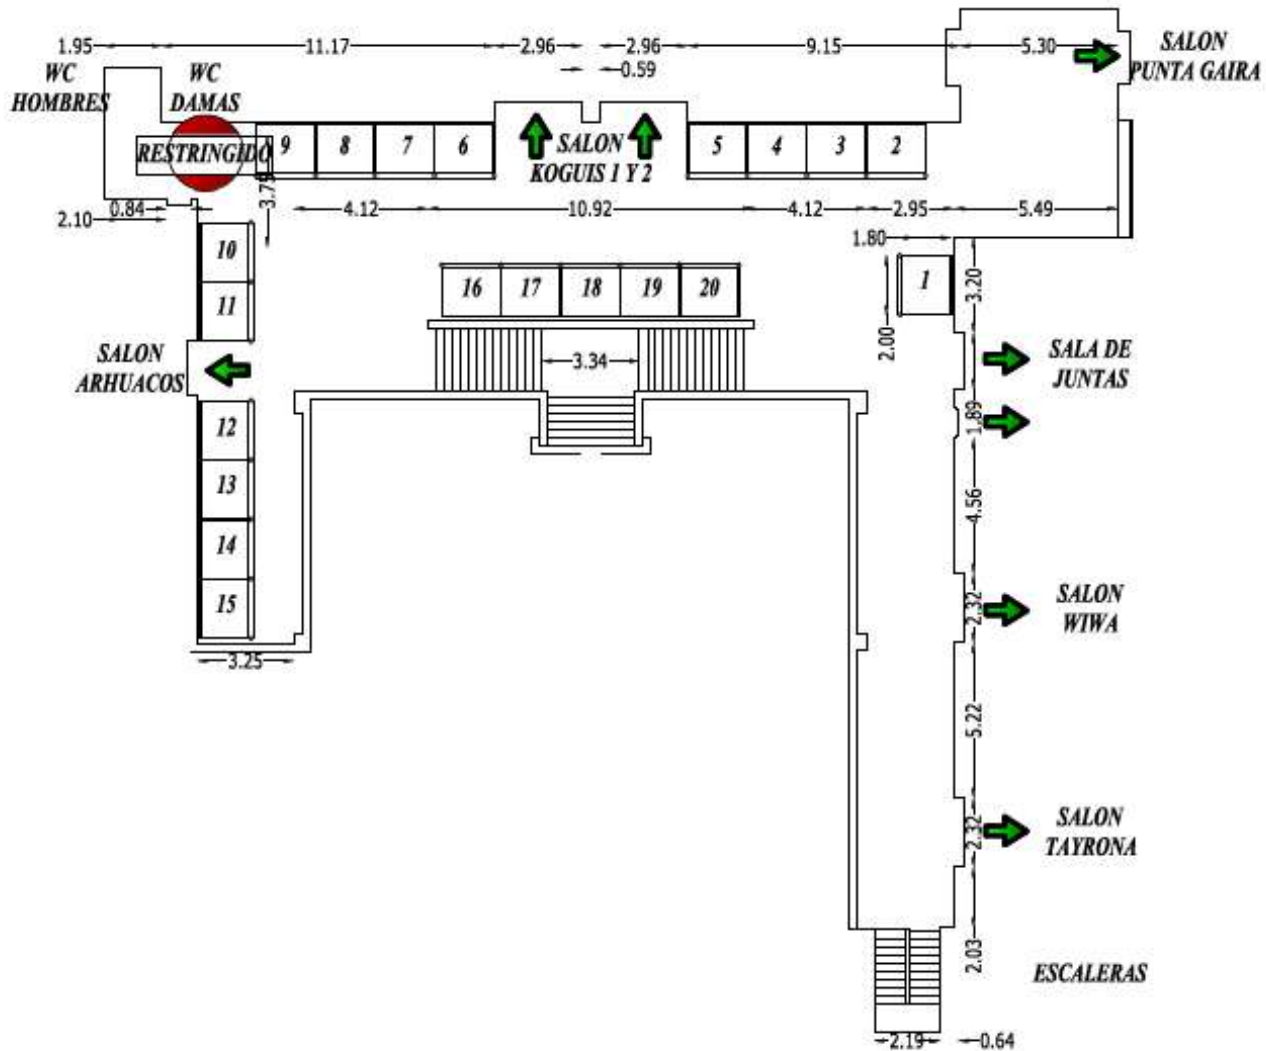 1.95 11.17 2.96 2.96 9.15 5.30
0.59
WC
HOMBRES
WC
DAMAS
SALON
PUNTA GAIRA
RESTRINGIDO
9 8 7 6
SALON
KOGUIS 1 Y 2
5 4 3 2
3.75
0.84
2.10
4.12 10.92 4.12 2.95 5.49
1.80
10
11
16 17 18 19 20
1
3.20
2.00
SALON
ARHUACOS
3.34
SALA DE
JUNTAS
1.89
12
13
14
15
4.56
SALON
WIWA
2.32
3.25
5.22
SALON
TAYRONA
2.32
2.03
ESCALERAS
2.19 0.64